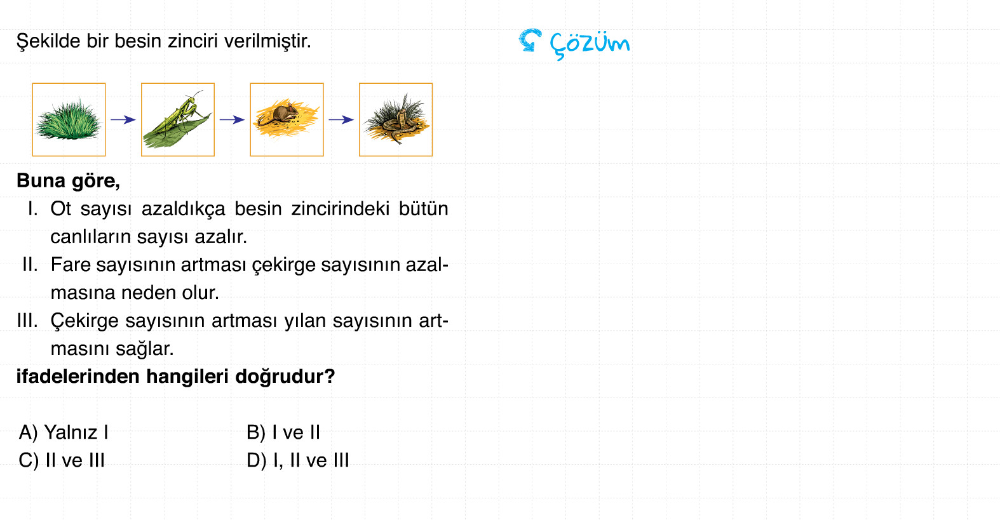 Şekilde bir besin zinciri verilmiştir.
Buna göre,
I. Ot sayısı azaldıkça besin zincirindeki bütün
canlıların sayısı azalır.
II. Fare sayısının artması çekirge sayısının azal-
masına neden olur.
III. Çekirge sayısının artması yılan sayısının art-
masını sağlar.
ifadelerinden hangileri doğrudur?
A) Yalnız I
B) I ve II
C) II ve III
D) I, II ve III
Çözüm